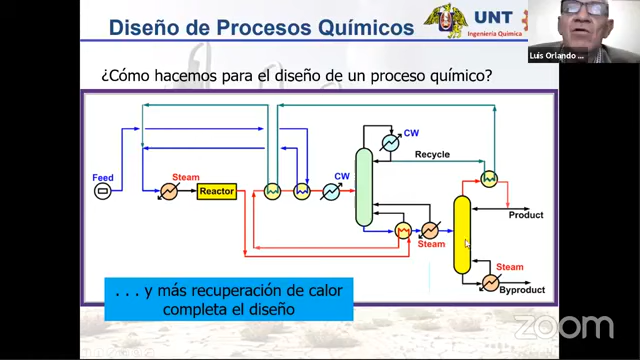 Diseño de Procesos Químicos
UNT
Ingeniería Química
Luis Orlando ...
¿Cómo hacemos para el diseño de un proceso químico?
CW
Recycle
Feed
Steam
CW
Reactor
Product
Steam
Steam
Byproduct
. . . y más recuperación de calor
completa el diseño
zoom